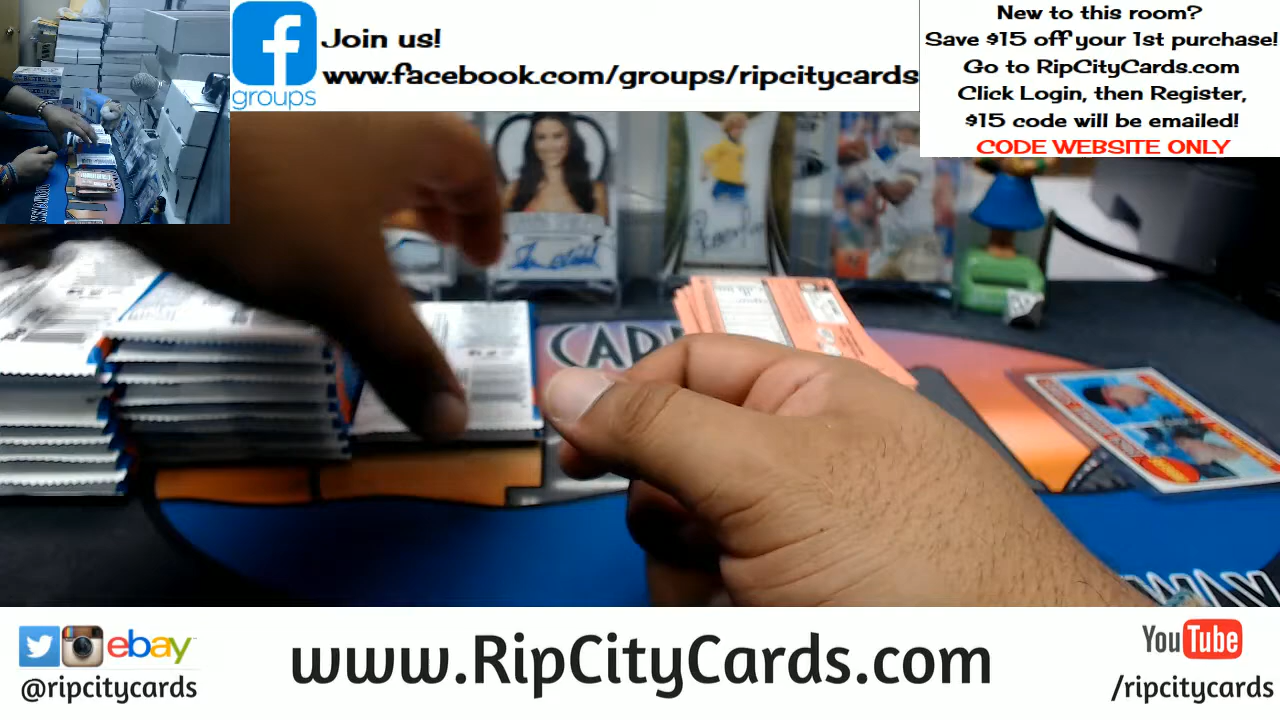 Join us!
www.facebook.com/groups/ripcitycards
groups
New to this room?
Save $15 off your 1st purchase!
Go to RipCityCards.com
Click Login, then Register,
$15 code will be emailed!
CODE WEBSITE ONLY
CAR
ebay
@ripcitycards
www.RipCityCards.com
YouTube
/ripcitycards